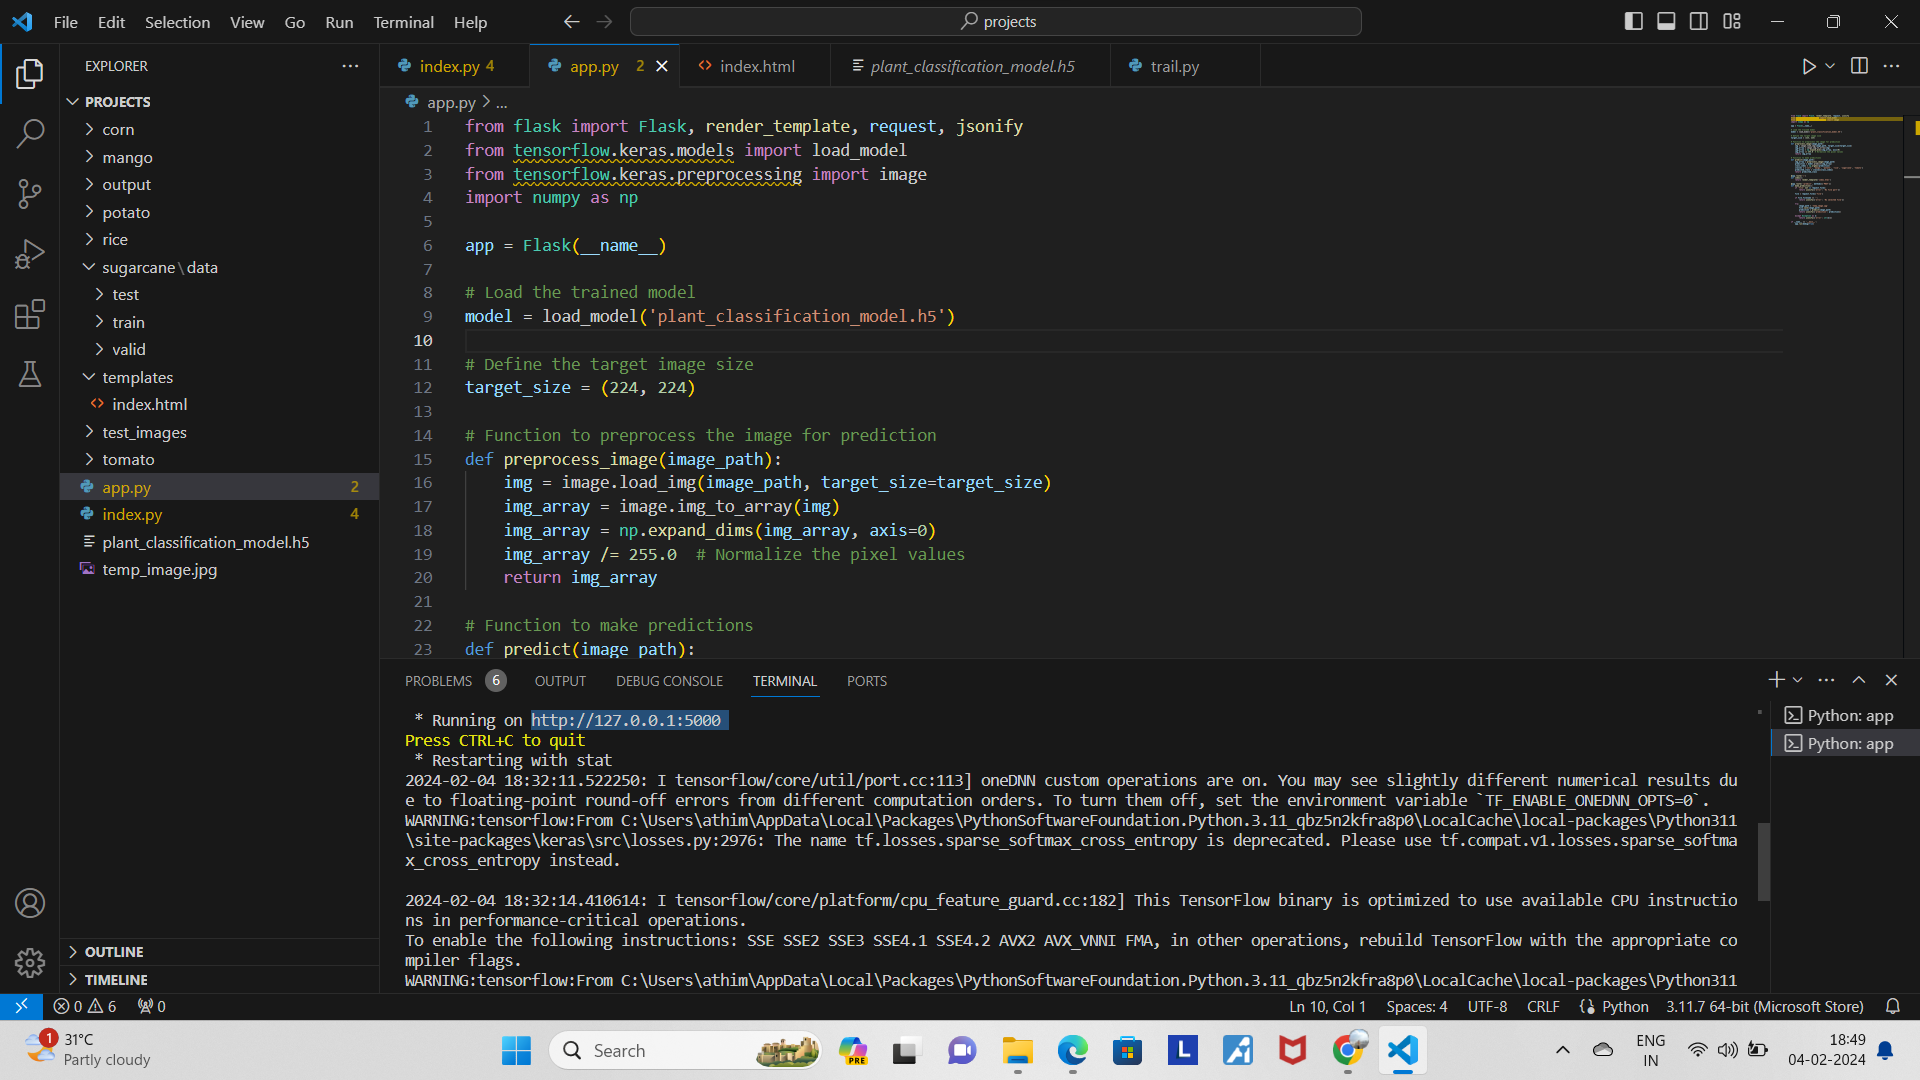 File Edit Selection View Go Run Terminal Help
projects
EXPLORER
PROJECTS
corn
mango
output
potato
rice
sugarcane\data
test
train
valid
templates
index.html
test_images
tomato
app.py 2
index.py 4
plant_classification_model.h5
temp_image.jpg
OUTLINE
TIMELINE
index.py 4
app.py 2
index.html
plant_classification_model.h5
trail.py
app.py > ...
1 from flask import Flask, render_template, request, jsonify
2 from tensorflow.keras.models import load_model
3 from tensorflow.keras.preprocessing import image
4 import numpy as np
5
6 app = Flask(__name__)
7
8 # Load the trained model
9 model = load_model('plant_classification_model.h5')
10
11 # Define the target image size
12 target_size = (224, 224)
13
14 # Function to preprocess the image for prediction
15 def preprocess_image(image_path):
16 img = image.load_img(image_path, target_size=target_size)
17 img_array = image.img_to_array(img)
18 img_array = np.expand_dims(img_array, axis=0)
19 img_array /= 255.0 # Normalize the pixel values
20 return img_array
21
22 # Function to make predictions
23 def predict(image_path):
PROBLEMS 6 OUTPUT DEBUG CONSOLE TERMINAL PORTS
* Running on http://127.0.0.1:5000
Press CTRL+C to quit
* Restarting with stat
2024-02-04 18:32:11.522250: I tensorflow/core/util/port.cc:113] oneDNN custom operations are on. You may see slightly different numerical results du
e to floating-point round-off errors from different computation orders. To turn them off, set the environment variable `TF_ENABLE_ONEDNN_OPTS=0`.
WARNING:tensorflow:From C:\Users\athim\AppData\Local\Packages\PythonSoftwareFoundation.Python.3.11_qbz5n2kfra8p0\LocalCache\local-packages\Python311
\site-packages\keras\src\losses.py:2976: The name tf.losses.sparse_softmax_cross_entropy is deprecated. Please use tf.compat.v1.losses.sparse_softma
x_cross_entropy instead.
2024-02-04 18:32:14.410614: I tensorflow/core/platform/cpu_feature_guard.cc:182] This TensorFlow binary is optimized to use available CPU instructio
ns in performance-critical operations.
To enable the following instructions: SSE SSE2 SSE3 SSE4.1 SSE4.2 AVX2 AVX_VNNI FMA, in other operations, rebuild TensorFlow with the appropriate co
mpiler flags.
WARNING:tensorflow:From C:\Users\athim\AppData\Local\Packages\PythonSoftwareFoundation.Python.3.11_qbz5n2kfra8p0\LocalCache\local-packages\Python311
Python: app
Python: app
0 6 0
Ln 10, Col 1 Spaces: 4 UTF-8 CRLF Python 3.11.7 64-bit (Microsoft Store)
1
31°C
Partly cloudy
Search
PRE
L
ENG
IN
18:49
04-02-2024